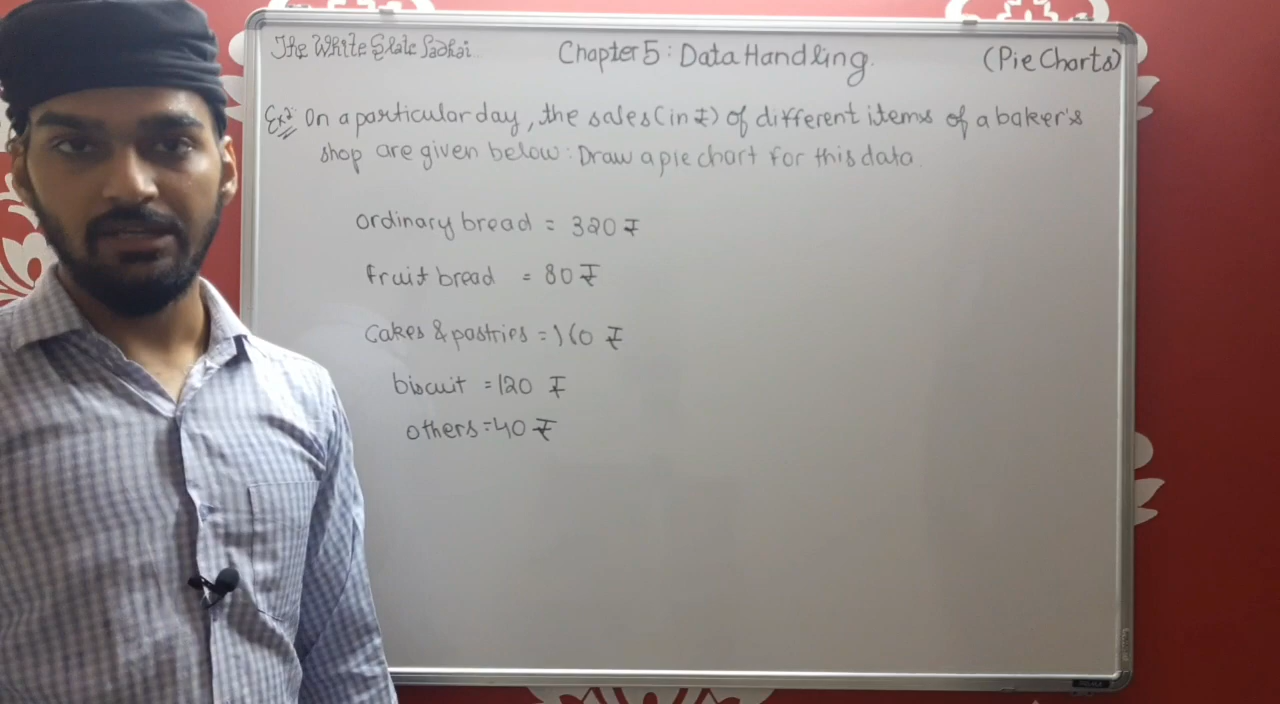 The White Slate Padhai
Chapter 5 : Data Handling.
(Pie Charts)
Ex2: On a particular day, the sales (in ₹) of different items of a baker's
shop are given below : Draw a pie chart for this data.
ordinary bread = 320 ₹
fruit bread = 80 ₹
Cakes & pastries = 160 ₹
biscuit = 120 ₹
others = 40 ₹